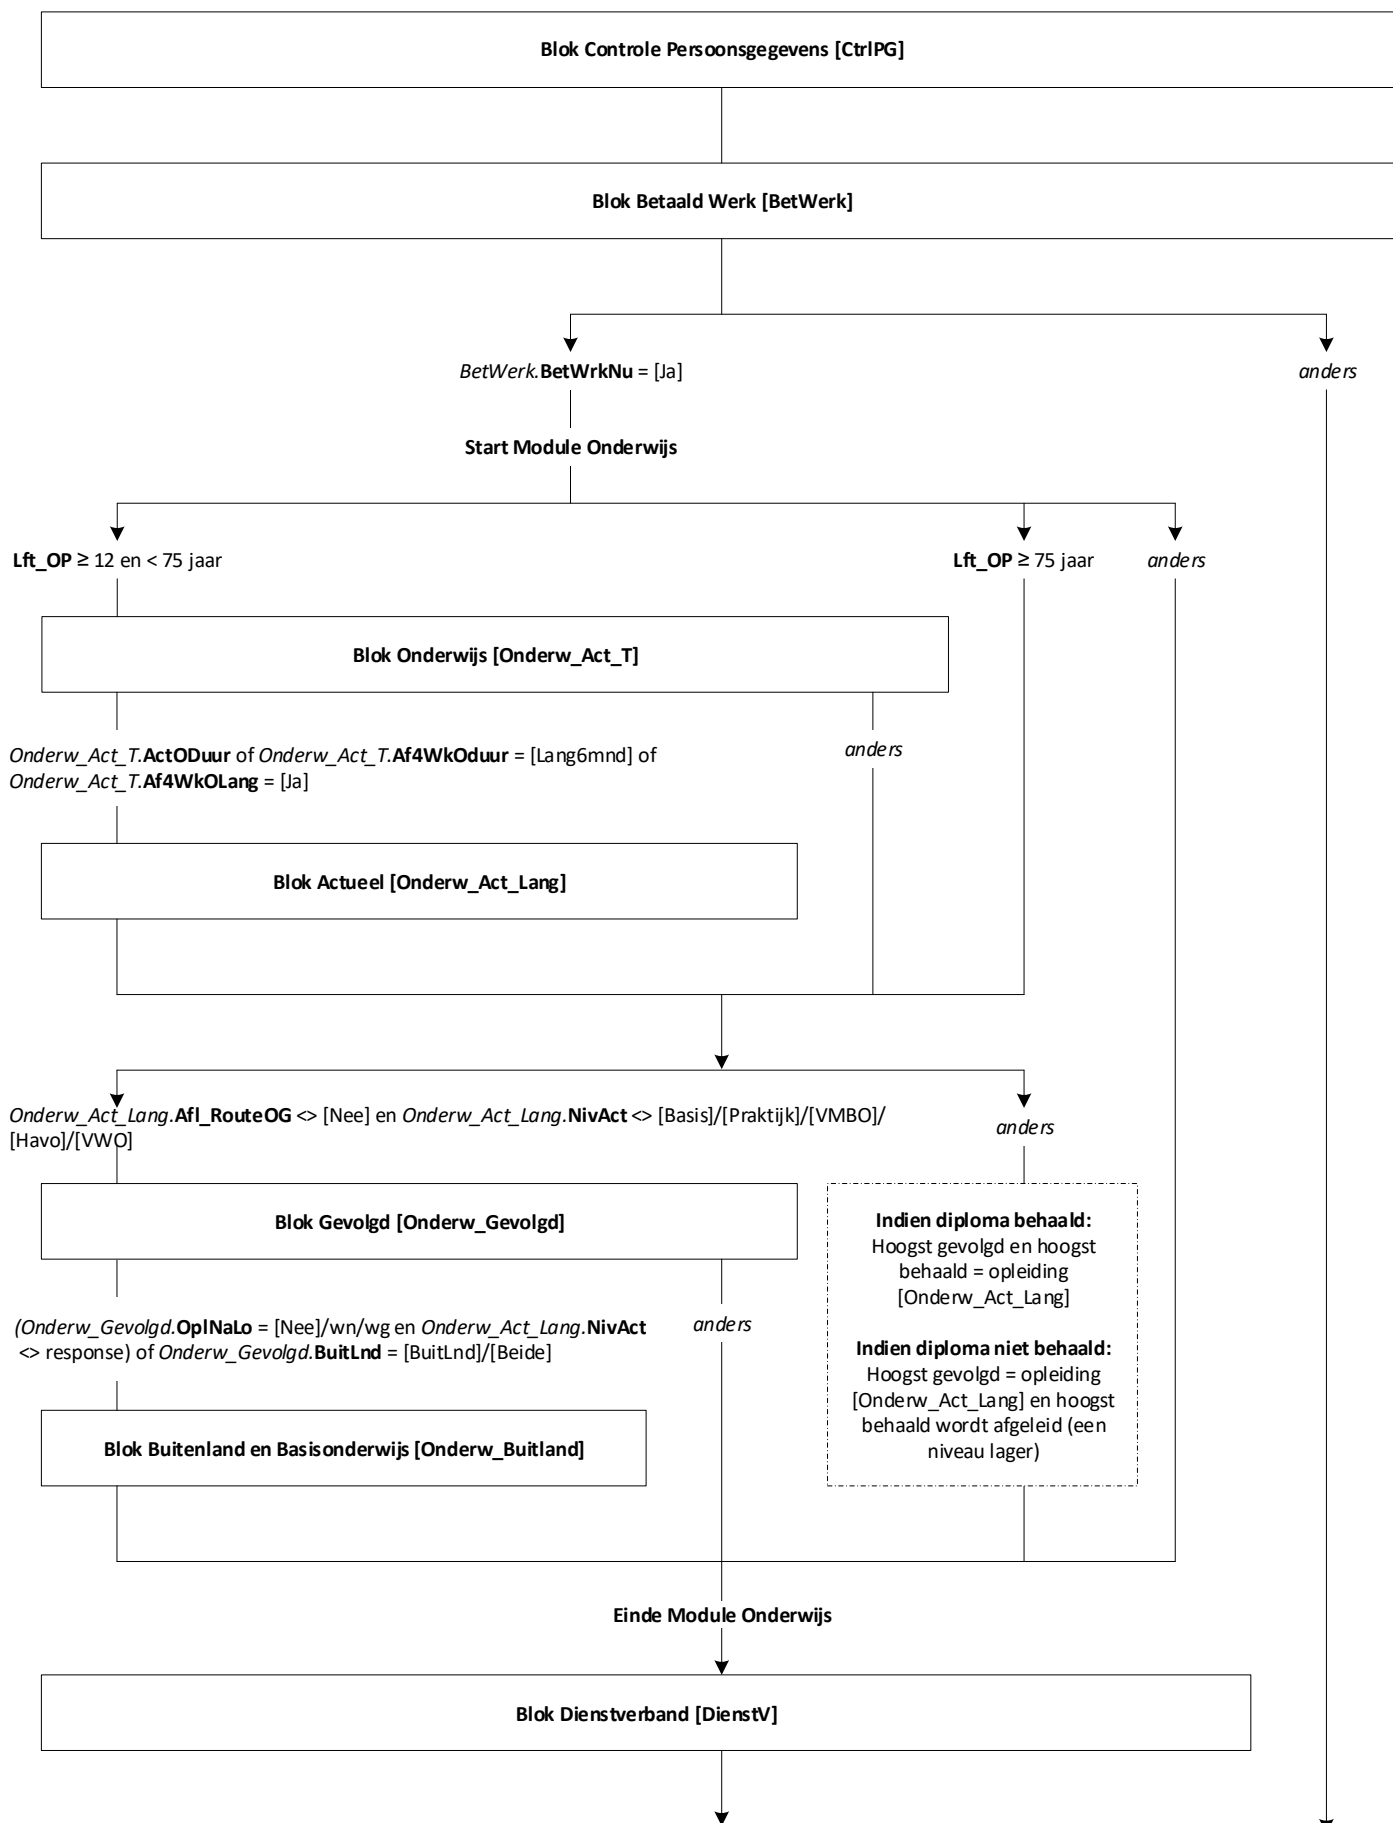 Blok Controle Persoonsgegevens [CtrlPG]
Blok Betaald Werk [BetWerk]
BetWerk.BetWrkNu = [Ja]
anders
Start Module Onderwijs
Lft_OP ≥ 12 en < 75 jaar
Lft_OP ≥ 75 jaar
anders
Blok Onderwijs [Onderw_Act_T]
Onderw_Act_T.ActODuur of Onderw_Act_T.Af4WkOduur = [Lang6mnd] of
Onderw_Act_T.Af4WkOLang = [Ja]
anders
Blok Actueel [Onderw_Act_Lang]
Onderw_Act_Lang.Afl_RouteOG <> [Nee] en Onderw_Act_Lang.NivAct <> [Basis]/[Praktijk]/[VMBO]/
[Havo]/[VWO]
anders
Blok Gevolgd [Onderw_Gevolgd]
Indien diploma behaald:
Hoogst gevolgd en hoogst
behaald = opleiding
[Onderw_Act_Lang]
Indien diploma niet behaald:
Hoogst gevolgd = opleiding
[Onderw_Act_Lang] en hoogst
behaald wordt afgeleid (een
niveau lager)
(Onderw_Gevolgd.OplNaLo = [Nee]/wn/wg en Onderw_Act_Lang.NivAct
<> response) of Onderw_Gevolgd.BuitLnd = [BuitLnd]/[Beide]
anders
Blok Buitenland en Basisonderwijs [Onderw_Buitland]
Einde Module Onderwijs
Blok Dienstverband [DienstV]